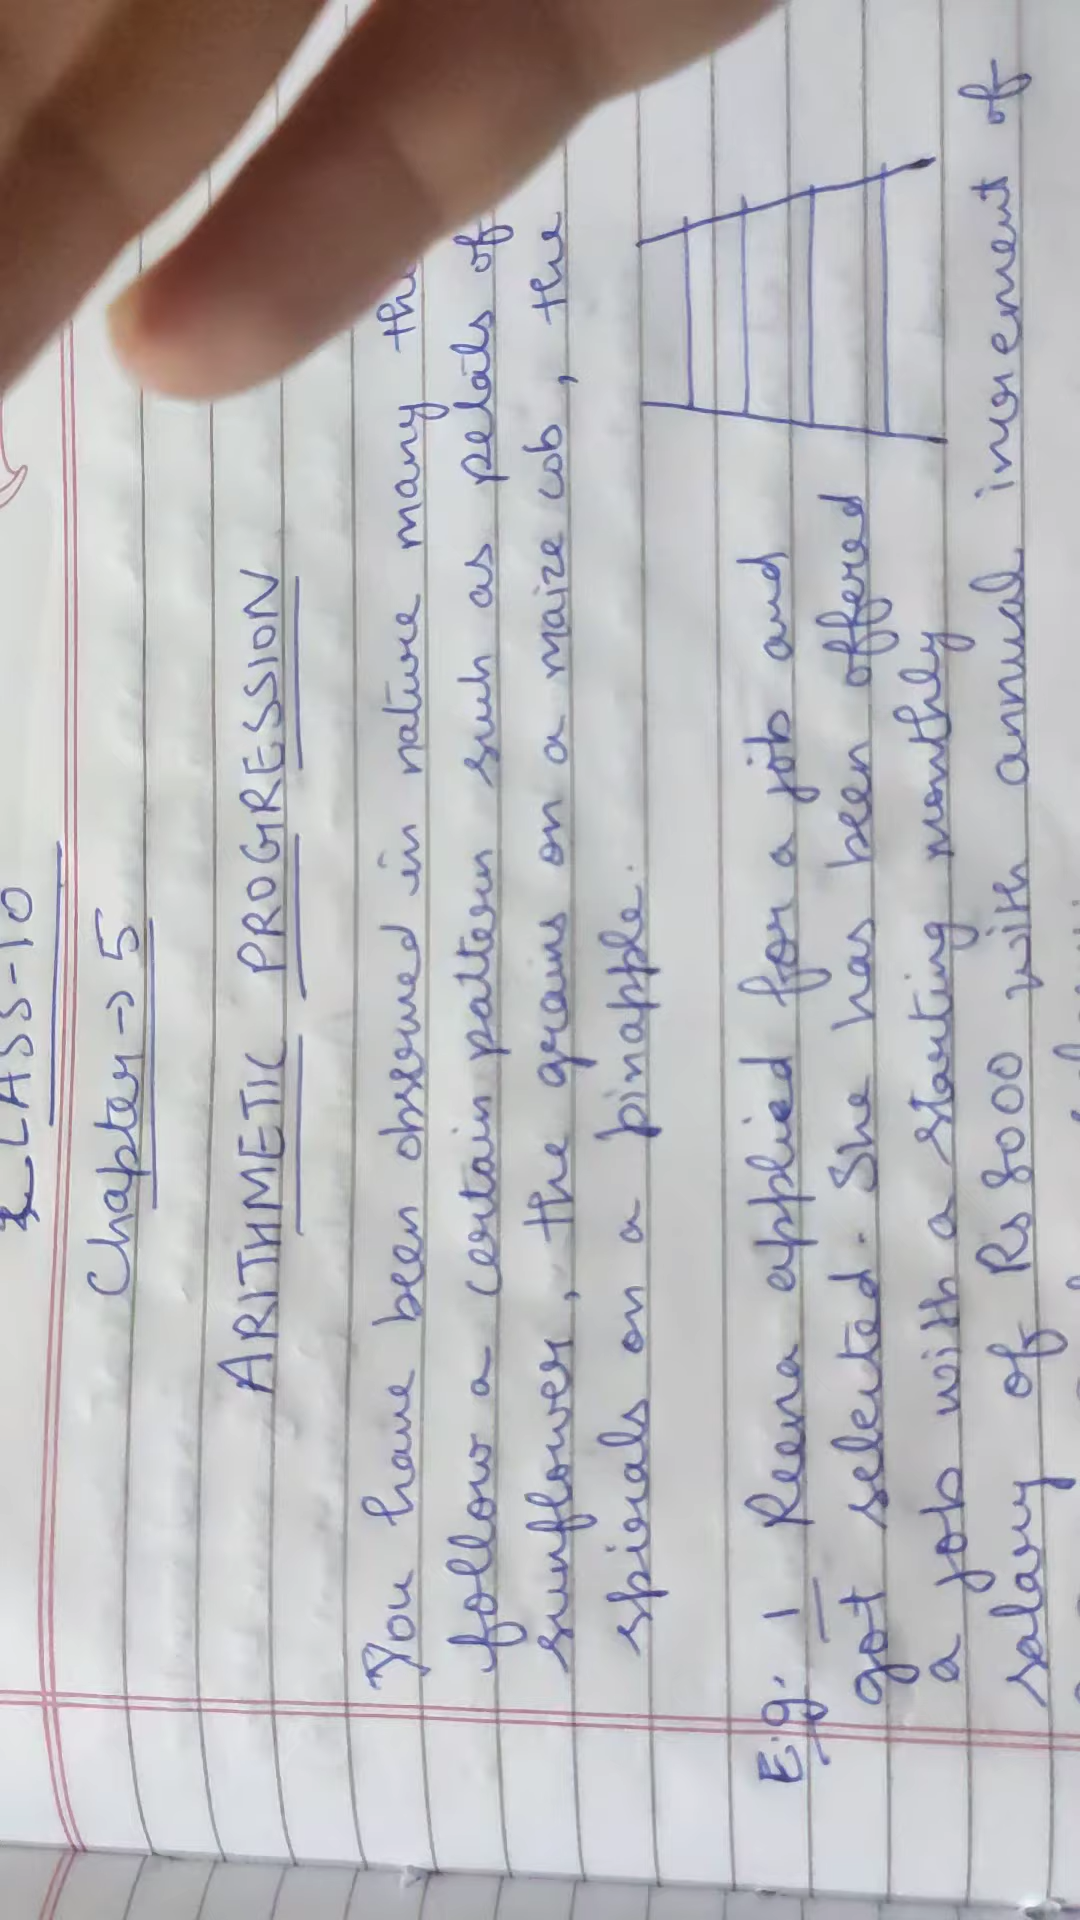 CLASS-10
Chapter → 5
ARITHMETIC PROGRESSION
You have been observed in nature many
follow a certain pattern such as petals of
sunflower, the grains on a maize cob, the
spirals on a pinapple.
E.g. 1 Reena applied for a job and
got selected. She has been offered
a job with a starting monthly
salary of Rs 8000 with annual increment of